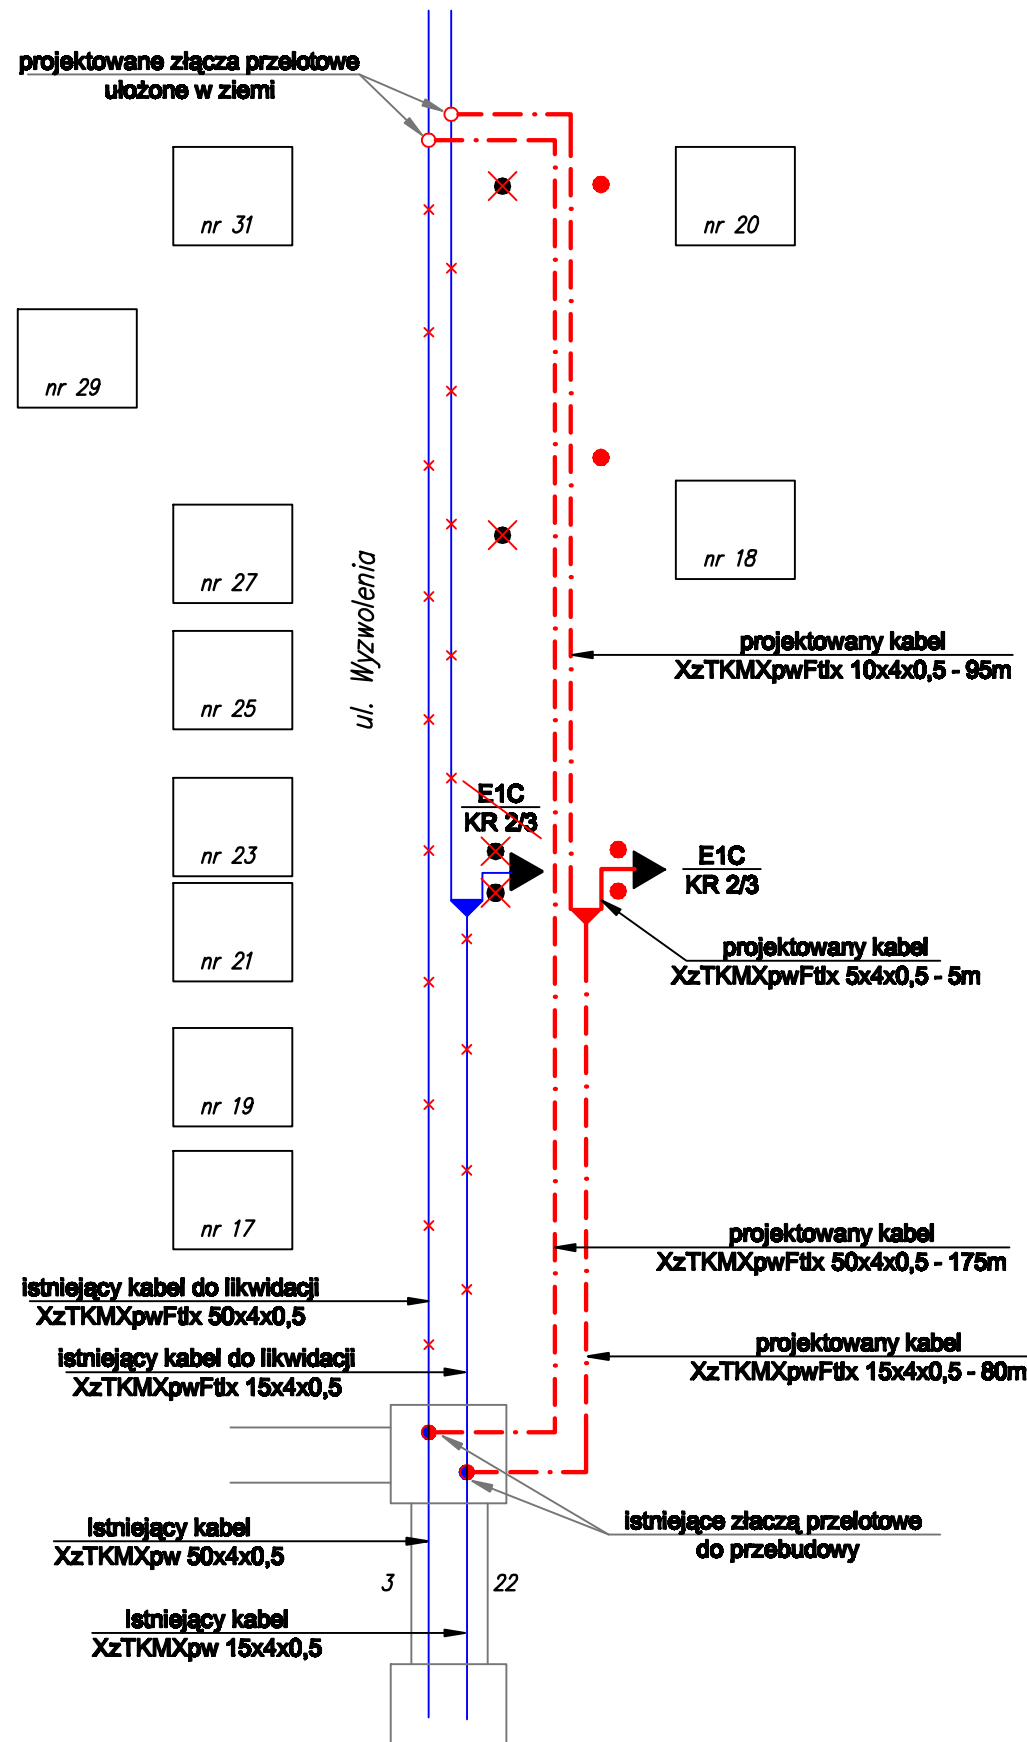 projektowane złącza przelotowe
ułożone w ziemi
nr 31
nr 20
nr 29
nr 27
nr 18
ul. Wyzwolenia
nr 25
projektowany kabel
XzTKMXpwFtlx 10x4x0,5 - 95m
nr 23
E1C
KR 2/3
E1C
KR 2/3
nr 21
projektowany kabel
XzTKMXpwFtlx 5x4x0,5 - 5m
nr 19
nr 17
projektowany kabel
XzTKMXpwFtlx 50x4x0,5 - 175m
istniejący kabel do likwidacji
XzTKMXpwFtlx 50x4x0,5
projektowany kabel
XzTKMXpwFtlx 15x4x0,5 - 80m
istniejący kabel do likwidacji
XzTKMXpwFtlx 15x4x0,5
istniejące złaczą przelotowe
do przebudowy
Istniejący kabel
XzTKMXpw 50x4x0,5
3
22
Istniejący kabel
XzTKMXpw 15x4x0,5